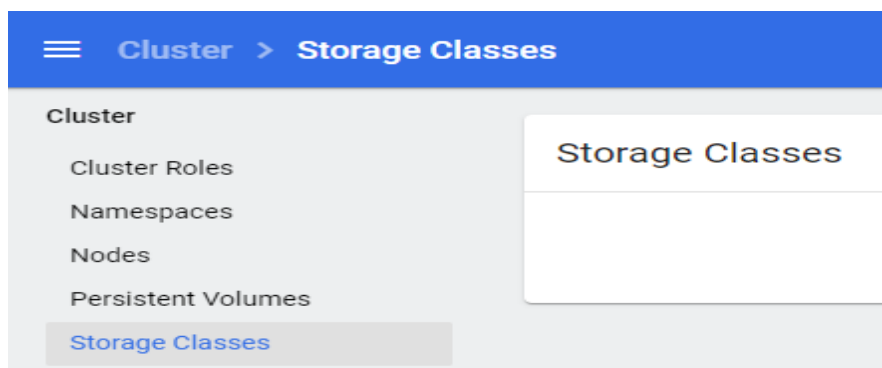 Cluster > Storage Classes
Cluster
Cluster Roles
Namespaces
Nodes
Persistent Volumes
Storage Classes
Storage Classes